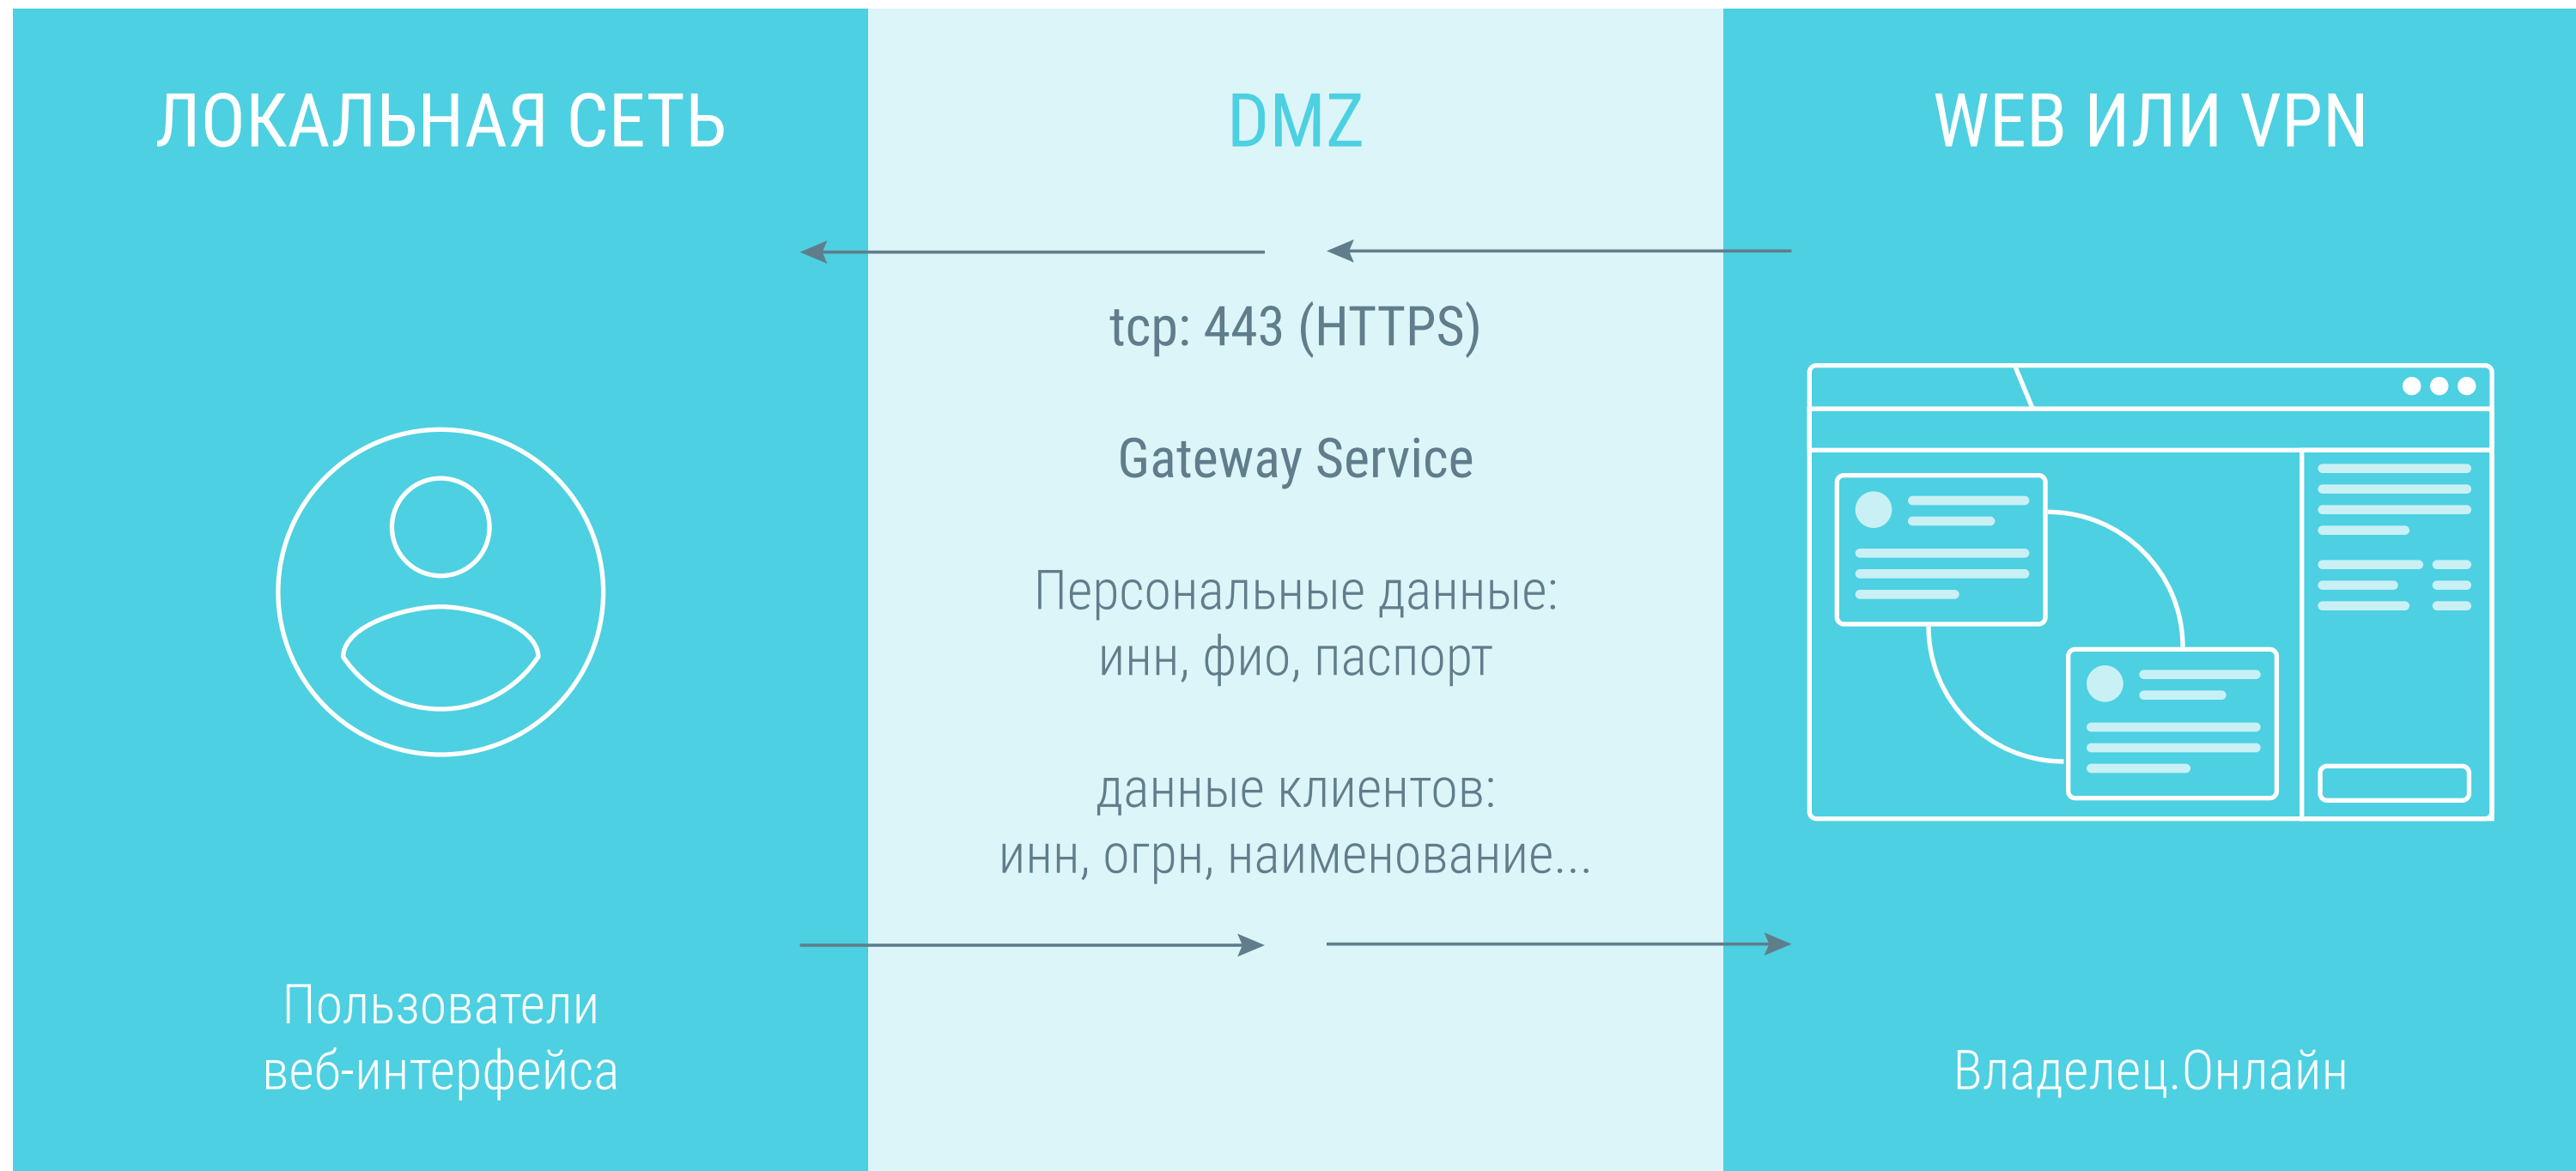 ЛОКАЛЬНАЯ СЕТЬ
DMZ
WEB ИЛИ VPN
tcp: 443 (HTTPS)
Gateway Service
Персональные данные:
инн, фио, паспорт
данные клиентов:
инн, огрн, наименование...
Пользователи
веб-интерфейса
Владелец.Онлайн